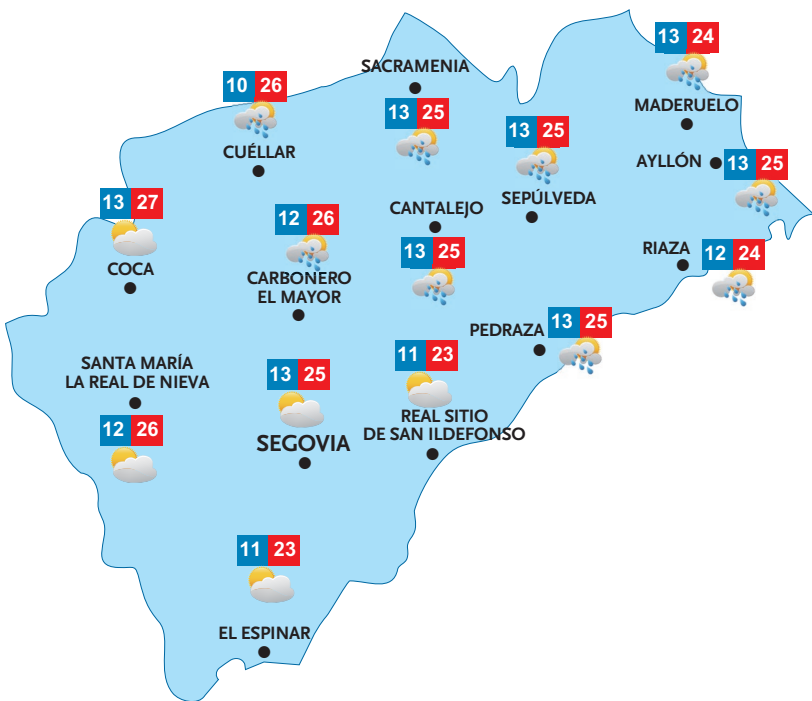 13 24
MADERUELO
SACRAMENIA
13 25
10 26
CUÉLLAR
13 25
SEPÚLVEDA
AYLLÓN
13 25
13 27
COCA
12 26
CARBONERO
EL MAYOR
CANTALEJO
13 25
RIAZA
12 24
PEDRAZA
13 25
SANTA MARÍA
LA REAL DE NIEVA
12 26
13 25
SEGOVIA
11 23
REAL SITIO
DE SAN ILDEFONSO
11 23
EL ESPINAR